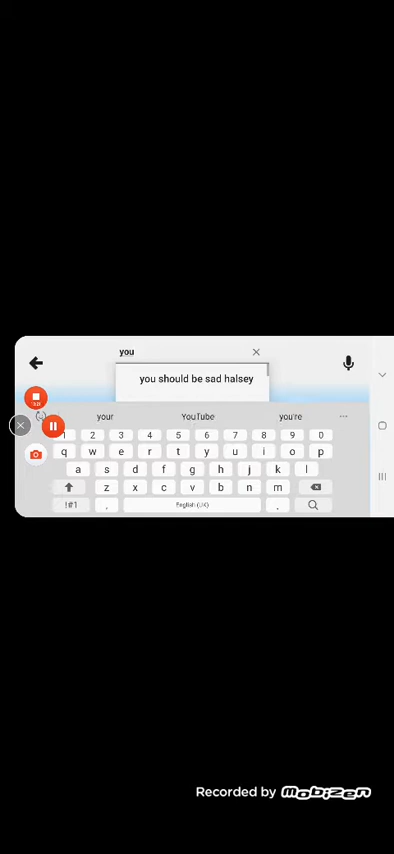 you
you should be sad halsey
your YouTube you're ...
1 2 3 4 5 6 7 8 9 0
q w e r t y u i o p
a s d f g h j k l
z x c v b n m
!#1 , English (UK) .
Recorded by Mobizen